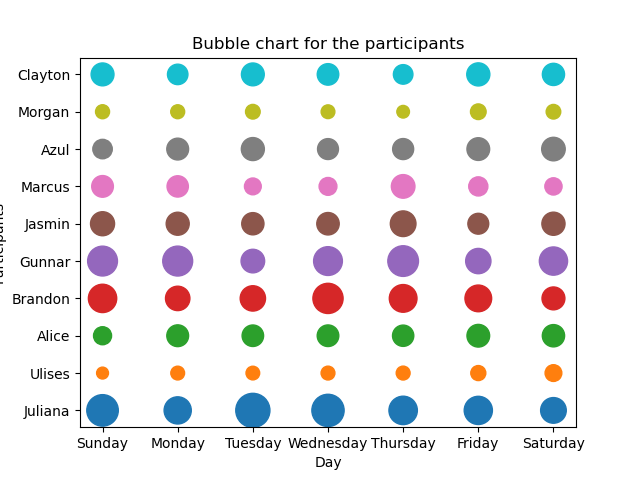 Bubble chart for the participants
Clayton
Morgan
Azul
Marcus
Jasmin
Gunnar
Brandon
Alice
Ulises
Juliana
Sunday Monday Tuesday Wednesday Thursday Friday Saturday
Day